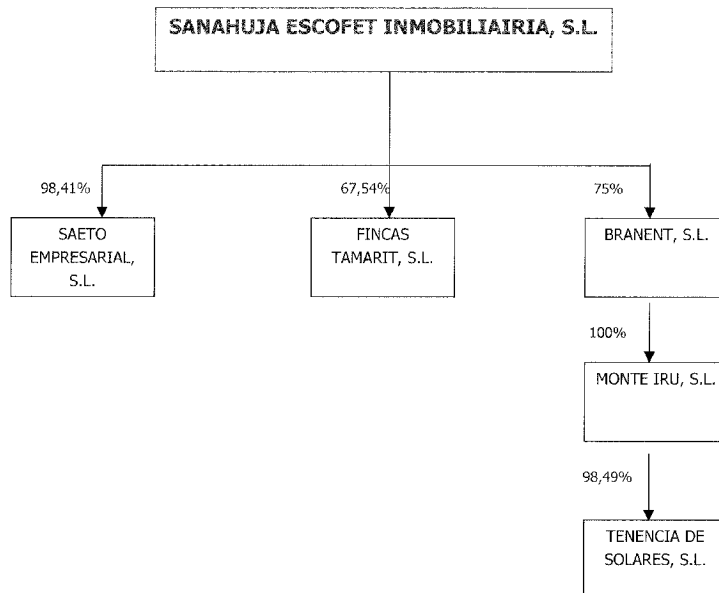 SANAHUJA ESCOFET INMOBILIAIRIA, S.L.
98,41%
67,54%
75%
SAETO
EMPRESARIAL,
S.L.
FINCAS
TAMARIT, S.L.
BRANENT, S.L.
100%
MONTE IRU, S.L.
98,49%
TENENCIA DE
SOLARES, S.L.